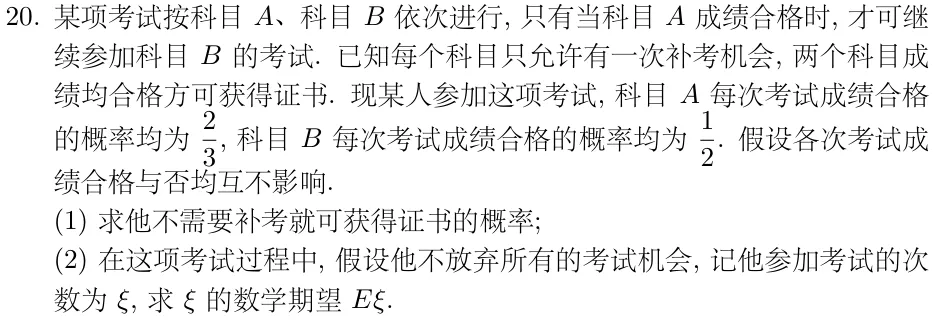 20. 某项考试按科目 A、科目 B 依次进行, 只有当科目 A 成绩合格时, 才可继
续参加科目 B 的考试. 已知每个科目只允许有一次补考机会, 两个科目成
绩均合格方可获得证书. 现某人参加这项考试, 科目 A 每次考试成绩合格
的概率均为 2/3, 科目 B 每次考试成绩合格的概率均为 1/2. 假设各次考试成
绩合格与否均互不影响.
(1) 求他不需要补考就可获得证书的概率;
(2) 在这项考试过程中, 假设他不放弃所有的考试机会, 记他参加考试的次
数为 ξ, 求 ξ 的数学期望 Eξ.